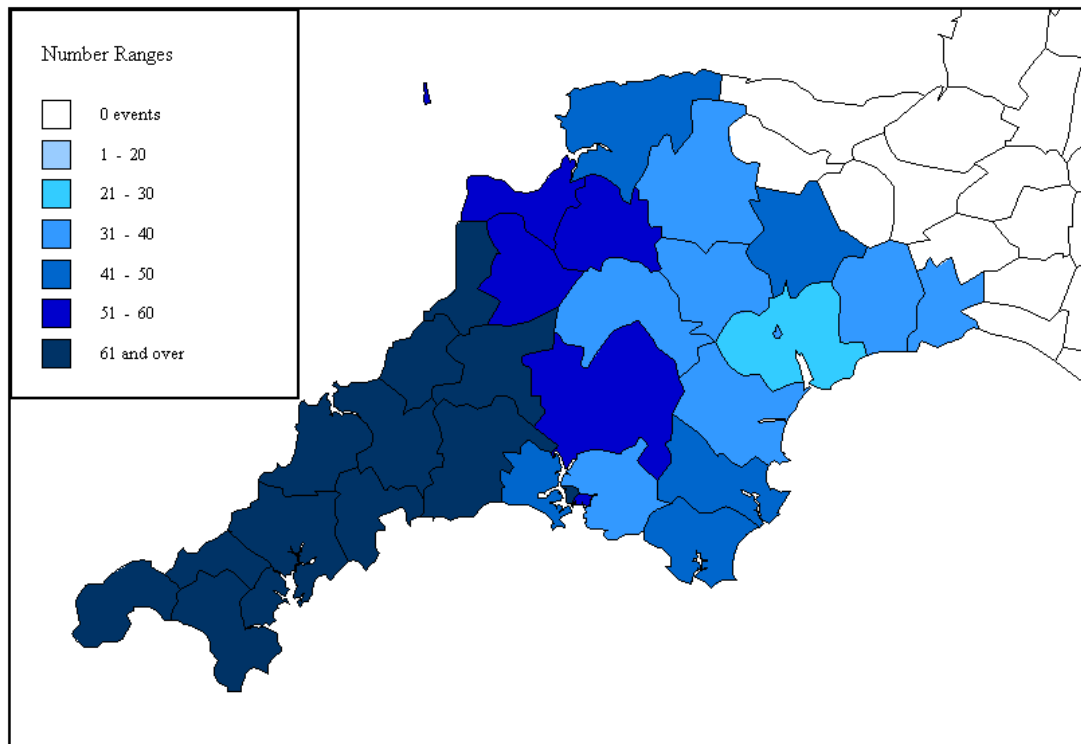 Number Ranges
0 events
1 - 20
21 - 30
31 - 40
41 - 50
51 - 60
61 and over